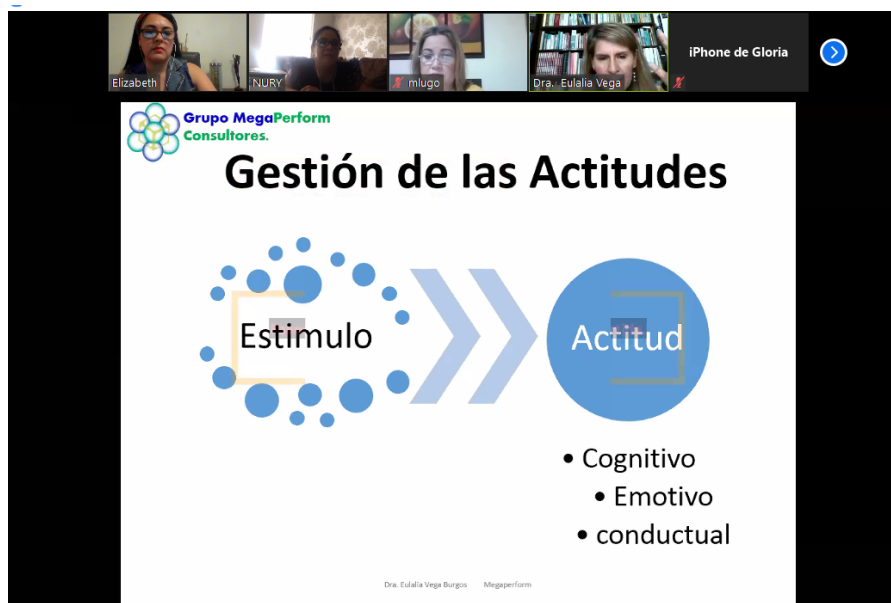 Elizabeth
NURY
mlugo
Dra. Eulalia Vega
iPhone de Gloria
Grupo MegaPerform
Consultores.
Gestión de las Actitudes
Estimulo
Actitud
• Cognitivo
• Emotivo
• conductual
Dra. Eulalia Vega Burgos Megaperform